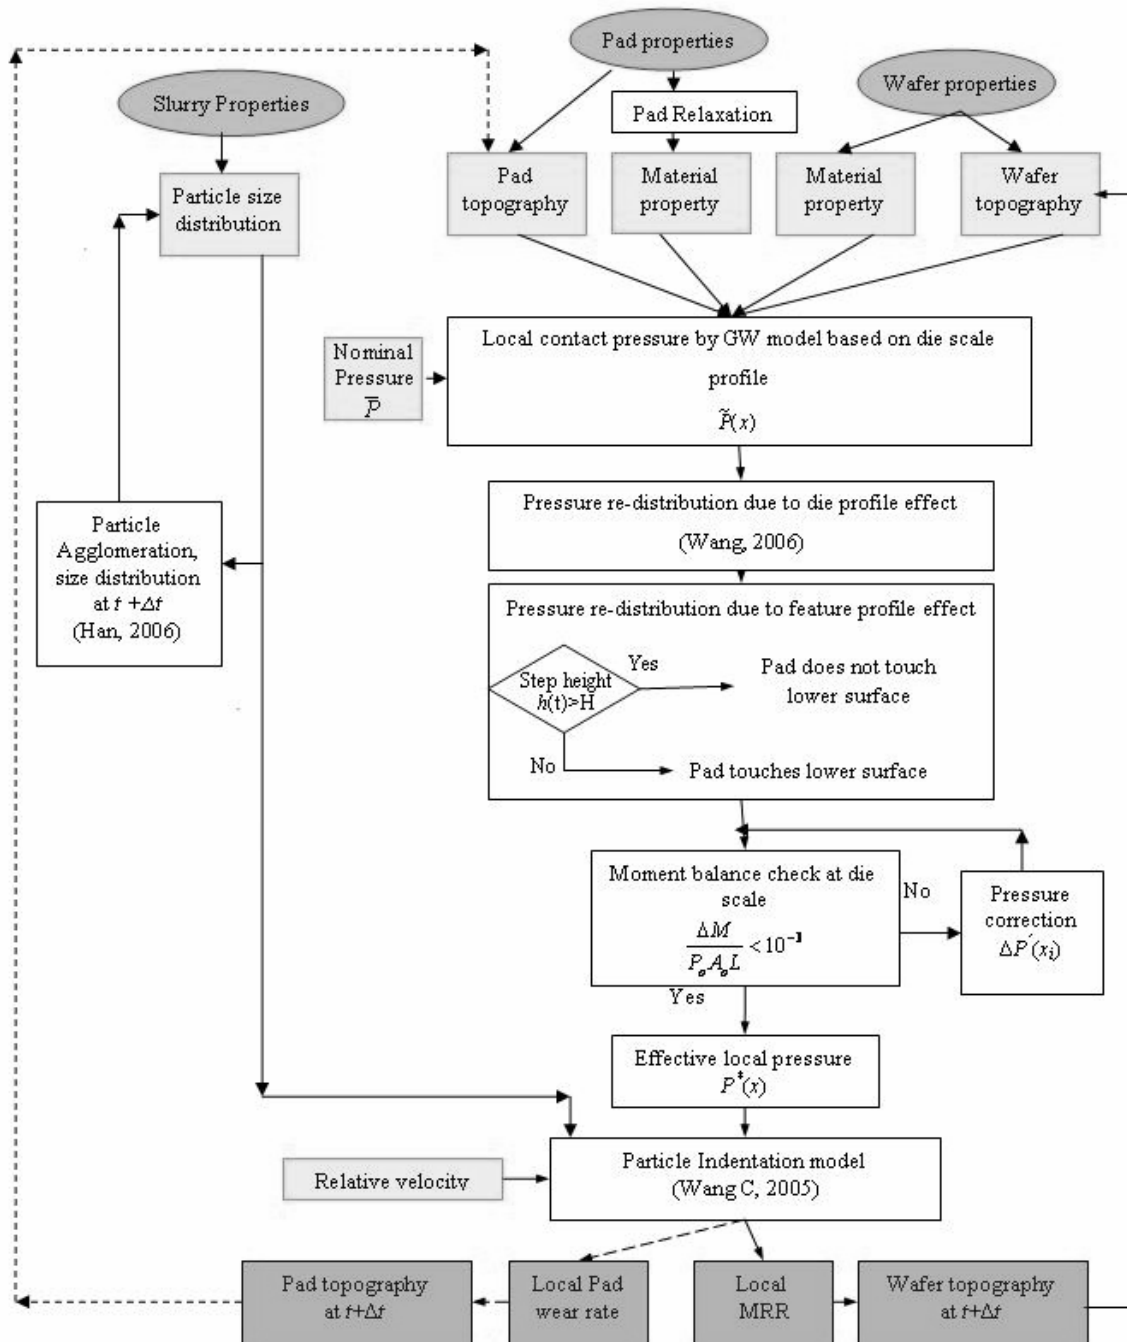 Pad properties
Slurry Properties
Wafer properties
Pad Relaxation
Particle size
distribution
Pad
topography
Material
property
Material
property
Wafer
topography
Nominal
Pressure
P̅
Local contact pressure by GW model based on die scale
profile
P̃(x)
Pressure re-distribution due to die profile effect
(Wang, 2006)
Particle
Agglomeration,
size distribution
at t +Δt
(Han, 2006)
Pressure re-distribution due to feature profile effect
Step height
h(t)>H
Yes
Pad does not touch
lower surface
No
Pad touches lower surface
Moment balance check at die
scale
ΔM / PₒAₒL < 10⁻³
No
Pressure
correction
ΔP′(xᵢ)
Yes
Effective local pressure
P*(x)
Relative velocity
Particle Indentation model
(Wang C, 2005)
Pad topography
at t+Δt
Local Pad
wear rate
Local
MRR
Wafer topography
at t+Δt